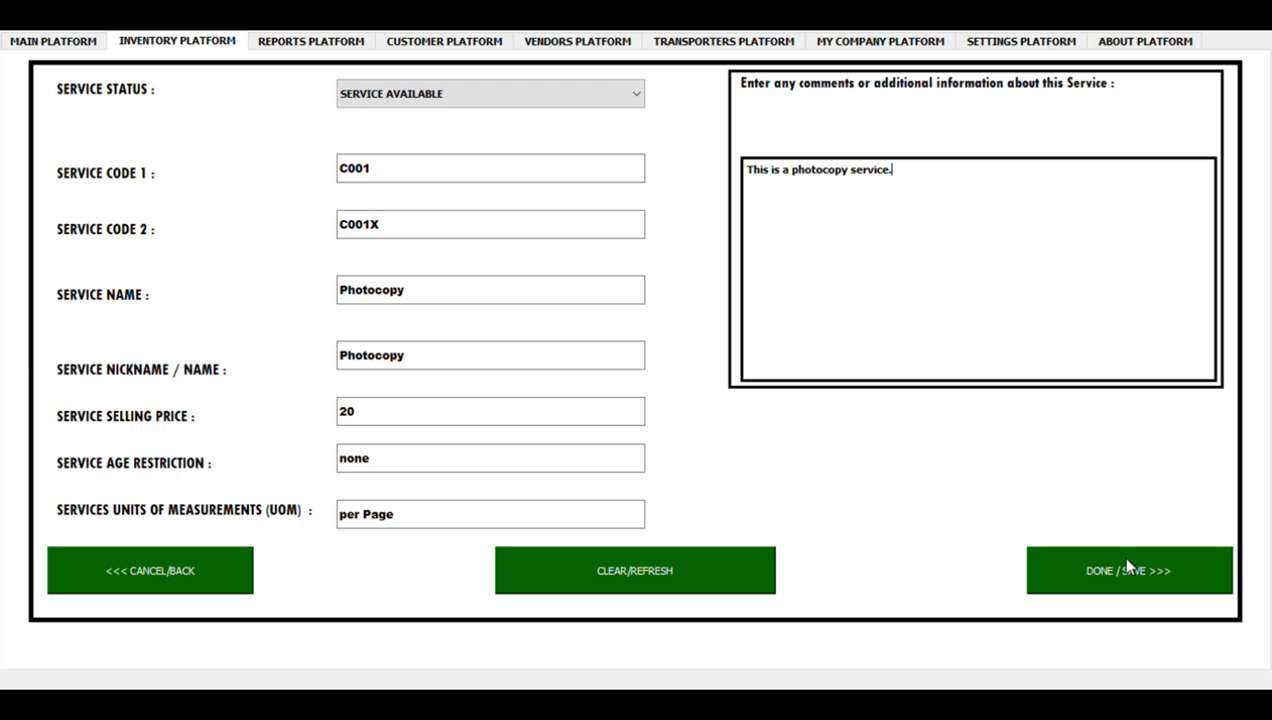 MAIN PLATFORM INVENTORY PLATFORM REPORTS PLATFORM CUSTOMER PLATFORM VENDORS PLATFORM TRANSPORTERS PLATFORM MY COMPANY PLATFORM SETTINGS PLATFORM ABOUT PLATFORM
SERVICE STATUS : SERVICE AVAILABLE
SERVICE CODE 1 : C001
SERVICE CODE 2 : C001X
SERVICE NAME : Photocopy
SERVICE NICKNAME / NAME : Photocopy
SERVICE SELLING PRICE : 20
SERVICE AGE RESTRICTION : none
SERVICES UNITS OF MEASUREMENTS (UOM) : per Page
Enter any comments or additional information about this Service :
This is a photocopy service.
<<< CANCEL/BACK CLEAR/REFRESH DONE / SAVE >>>